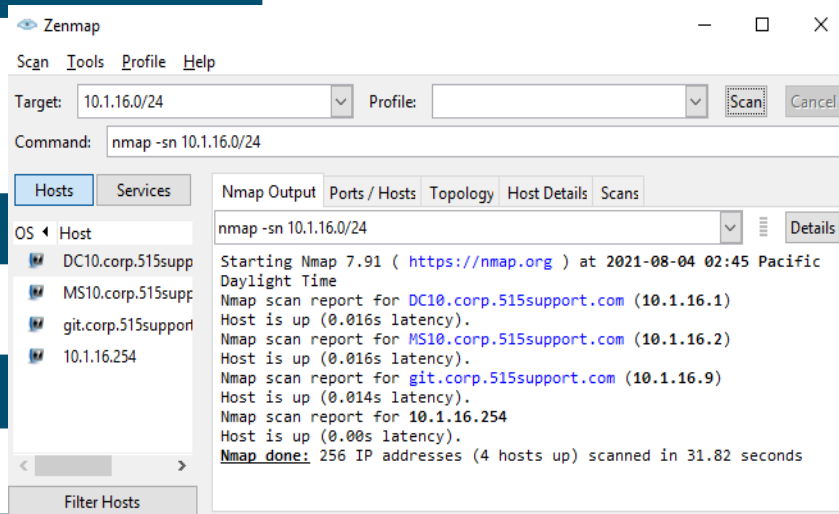 Zenmap
Scan Tools Profile Help
Target: 10.1.16.0/24 Profile: Scan Cancel
Command: nmap -sn 10.1.16.0/24
Hosts Services Nmap Output Ports / Hosts Topology Host Details Scans
OS Host nmap -sn 10.1.16.0/24 Details
DC10.corp.515supp
MS10.corp.515supp
git.corp.515support
10.1.16.254
Starting Nmap 7.91 ( https://nmap.org ) at 2021-08-04 02:45 Pacific
Daylight Time
Nmap scan report for DC10.corp.515support.com (10.1.16.1)
Host is up (0.016s latency).
Nmap scan report for MS10.corp.515support.com (10.1.16.2)
Host is up (0.016s latency).
Nmap scan report for git.corp.515support.com (10.1.16.9)
Host is up (0.014s latency).
Nmap scan report for 10.1.16.254
Host is up (0.00s latency).
Nmap done: 256 IP addresses (4 hosts up) scanned in 31.82 seconds
Filter Hosts